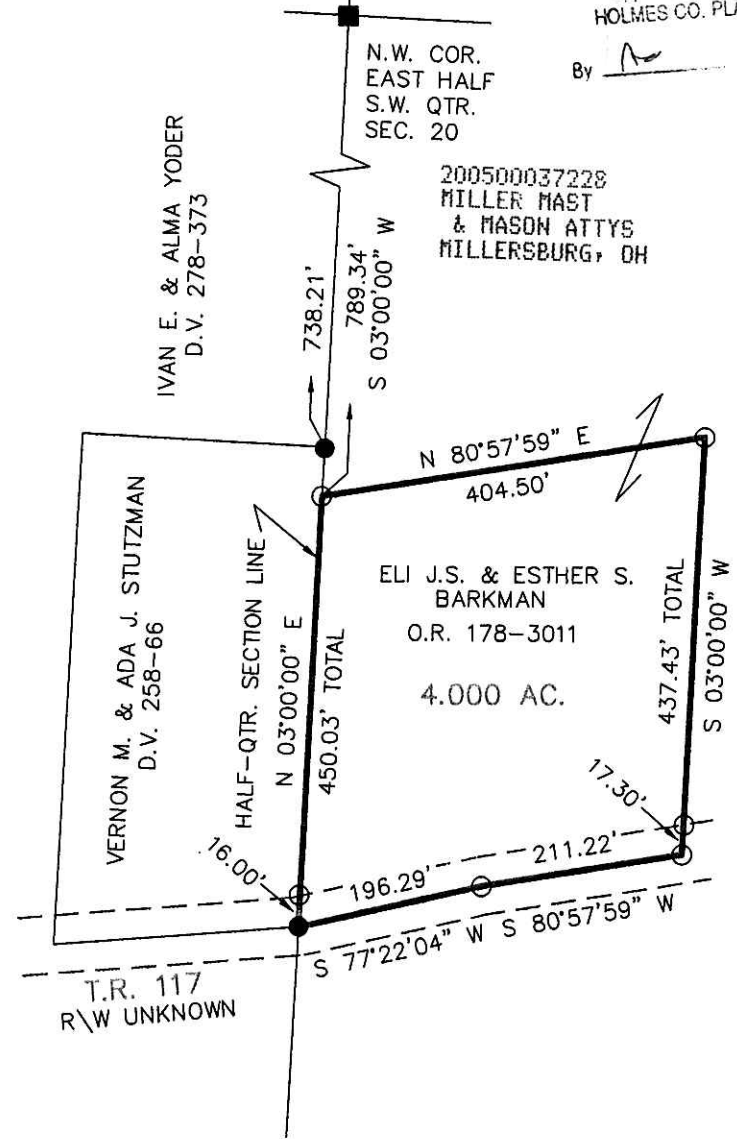 HOLMES CO. PLA
By
N.W. COR.
EAST HALF
S.W. QTR.
SEC. 20
200500037228
MILLER MAST
& MASON ATTYS
MILLERSBURG, OH
IVAN E. & ALMA YODER
D.V. 278-373
738.21'
789.34'
S 03°00'00" W
N 80°57'59" E
404.50'
VERNON M. & ADA J. STUTZMAN
D.V. 258-66
HALF-QTR. SECTION LINE
N 03°00'00" E
450.03' TOTAL
ELI J.S. & ESTHER S.
BARKMAN
O.R. 178-3011
4.000 AC.
437.43' TOTAL
S 03°00'00" W
17.30'
16.00'
196.29'
211.22'
S 77°22'04" W
S 80°57'59" W
T.R. 117
R\W UNKNOWN